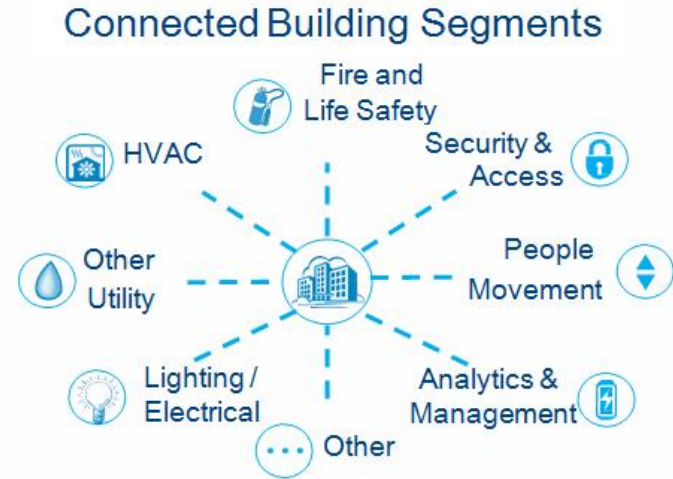 Connected Building Segments
Fire and
Life Safety
HVAC
Security &
Access
Other
Utility
People
Movement
Lighting /
Electrical
Analytics &
Management
Other